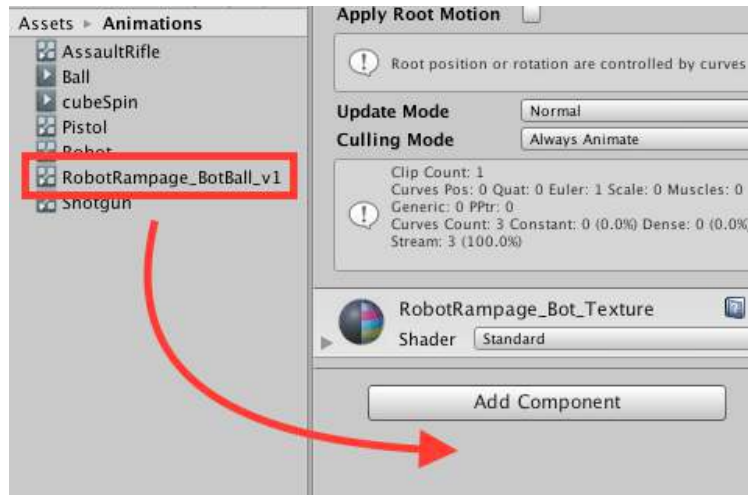 Assets ▸ Animations
AssaultRifle
Ball
cubeSpin
Pistol
Robot
RobotRampage_BotBall_v1
Shotgun
Apply Root Motion
Root position or rotation are controlled by curves
Update Mode Normal
Culling Mode Always Animate
Clip Count: 1
Curves Pos: 0 Quat: 0 Euler: 1 Scale: 0 Muscles: 0
Generic: 0 PPtr: 0
Curves Count: 3 Constant: 0 (0.0%) Dense: 0 (0.0%
Stream: 3 (100.0%)
RobotRampage_Bot_Texture
Shader Standard
Add Component